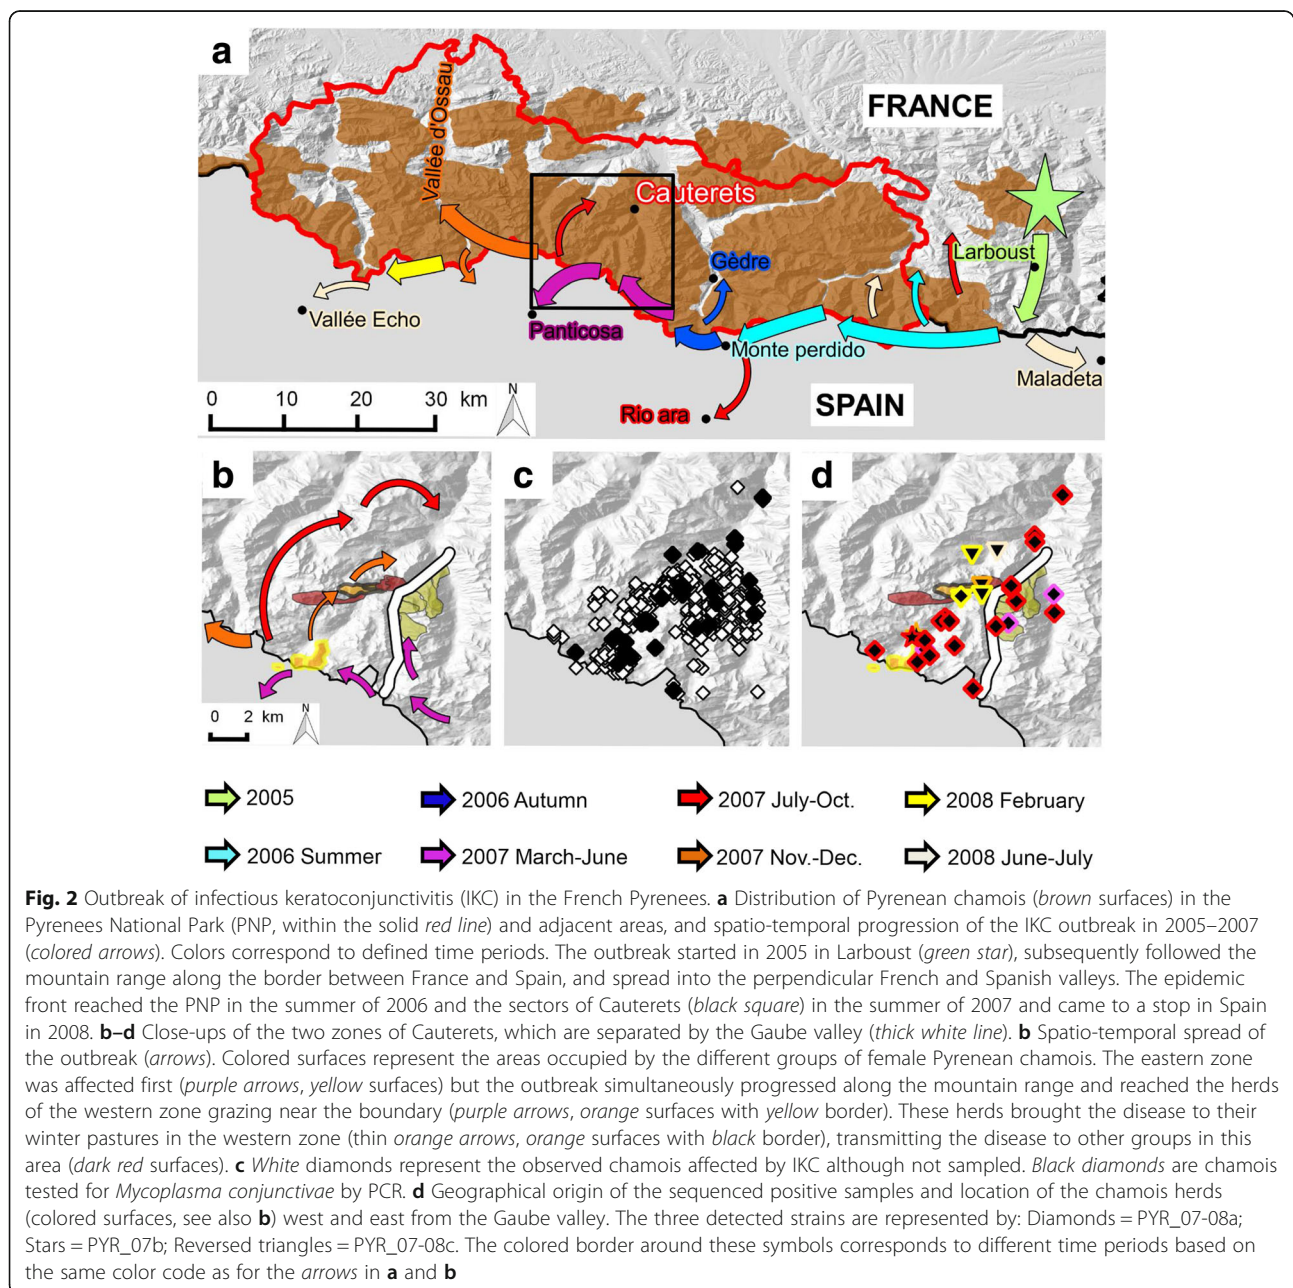 a
FRANCE
Vallée d'Ossau
Cauterets
Larboust
Gèdre
Vallée Echo
Panticosa
Monte perdido
Maladeta
0 10 20 30 km
N
Rio ara
SPAIN
b
c
d
N
0 2 km
2005
2006 Autumn
2007 July-Oct.
2008 February
2006 Summer
2007 March-June
2007 Nov.-Dec.
2008 June-July
Fig. 2 Outbreak of infectious keratoconjunctivitis (IKC) in the French Pyrenees. a Distribution of Pyrenean chamois (brown surfaces) in the
Pyrenees National Park (PNP, within the solid red line) and adjacent areas, and spatio-temporal progression of the IKC outbreak in 2005–2007
(colored arrows). Colors correspond to defined time periods. The outbreak started in 2005 in Larboust (green star), subsequently followed the
mountain range along the border between France and Spain, and spread into the perpendicular French and Spanish valleys. The epidemic
front reached the PNP in the summer of 2006 and the sectors of Cauterets (black square) in the summer of 2007 and came to a stop in Spain
in 2008. b–d Close-ups of the two zones of Cauterets, which are separated by the Gaube valley (thick white line). b Spatio-temporal spread of
the outbreak (arrows). Colored surfaces represent the areas occupied by the different groups of female Pyrenean chamois. The eastern zone
was affected first (purple arrows, yellow surfaces) but the outbreak simultaneously progressed along the mountain range and reached the herds
of the western zone grazing near the boundary (purple arrows, orange surfaces with yellow border). These herds brought the disease to their
winter pastures in the western zone (thin orange arrows, orange surfaces with black border), transmitting the disease to other groups in this
area (dark red surfaces). c White diamonds represent the observed chamois affected by IKC although not sampled. Black diamonds are chamois
tested for Mycoplasma conjunctivae by PCR. d Geographical origin of the sequenced positive samples and location of the chamois herds
(colored surfaces, see also b) west and east from the Gaube valley. The three detected strains are represented by: Diamonds = PYR_07-08a;
Stars = PYR_07b; Reversed triangles = PYR_07-08c. The colored border around these symbols corresponds to different time periods based on
the same color code as for the arrows in a and b